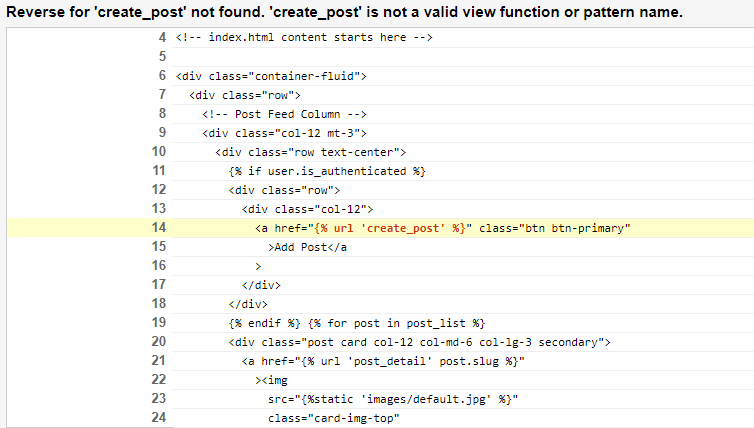 Reverse for 'create_post' not found. 'create_post' is not a valid view function or pattern name.
4 <!-- index.html content starts here -->
5
6 <div class="container-fluid">
7 <div class="row">
8 <!-- Post Feed Column -->
9 <div class="col-12 mt-3">
10 <div class="row text-center">
11 {% if user.is_authenticated %}
12 <div class="row">
13 <div class="col-12">
14 <a href="{% url 'create_post' %}" class="btn btn-primary"
15 >Add Post</a
16 >
17 </div>
18 </div>
19 {% endif %} {% for post in post_list %}
20 <div class="post card col-12 col-md-6 col-lg-3 secondary">
21 <a href="{% url 'post_detail' post.slug %}"
22 ><img
23 src="{%static 'images/default.jpg' %}"
24 class="card-img-top"